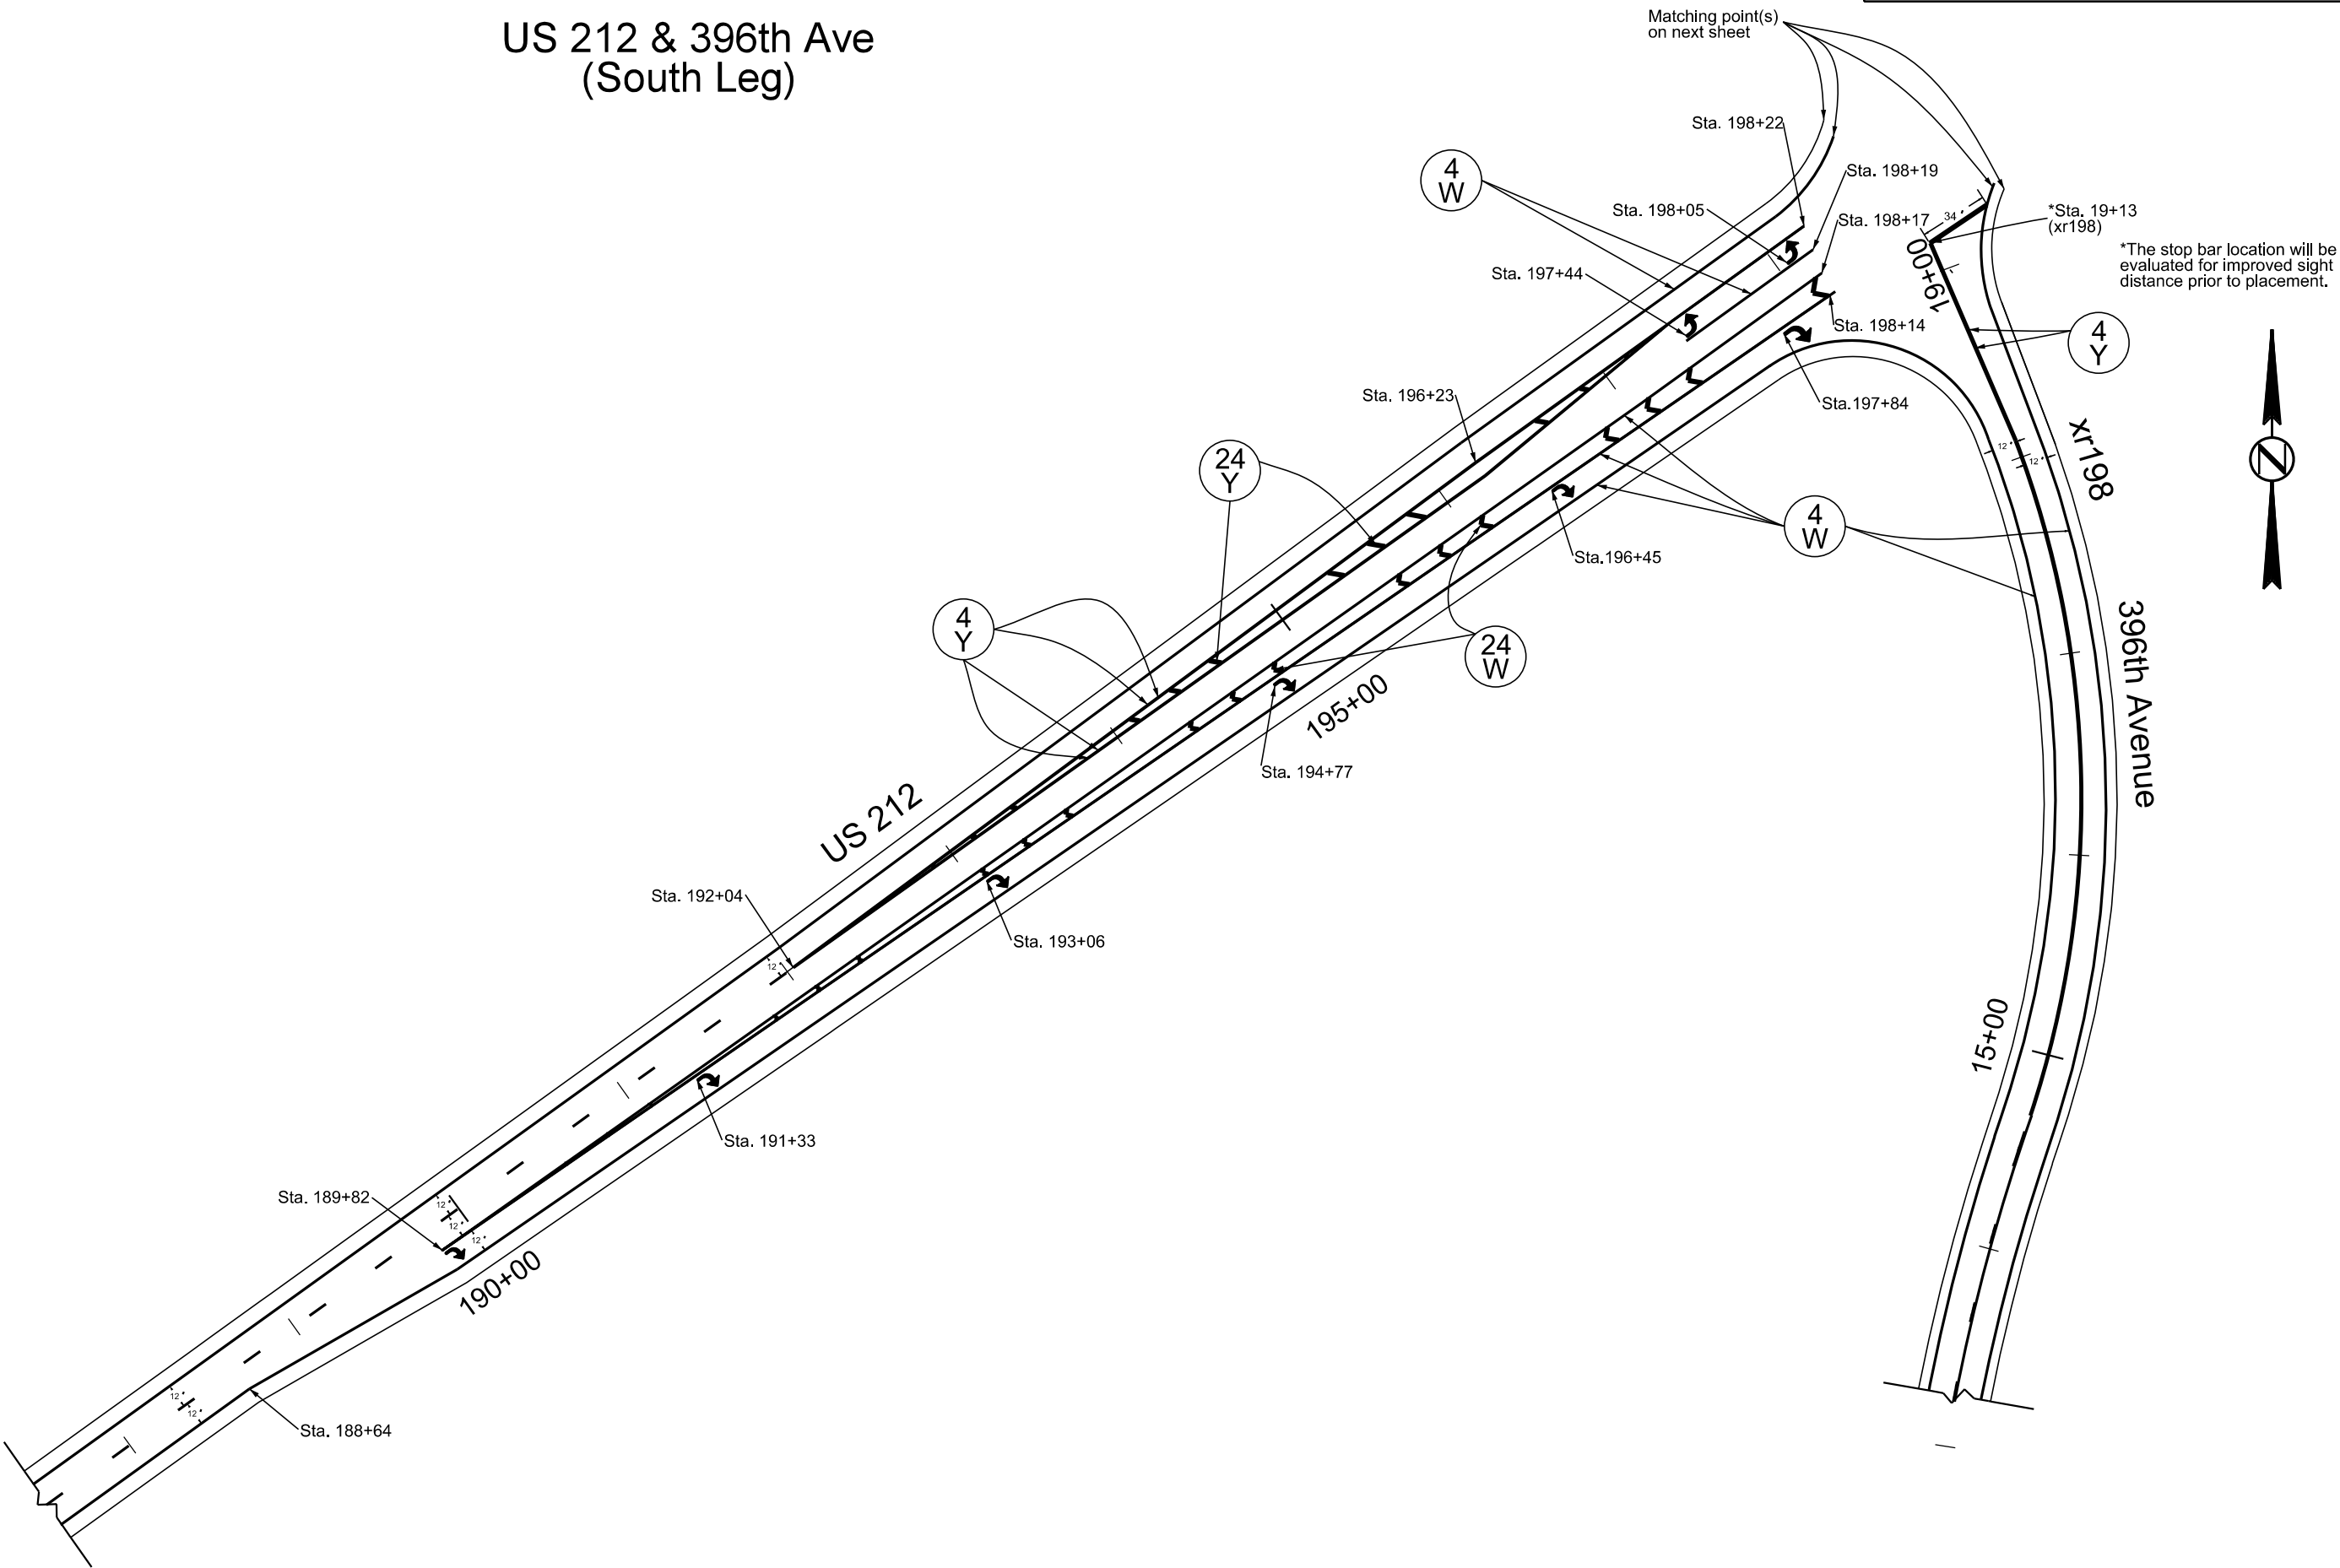 US 212 & 396th Ave
(South Leg)
Matching point(s)
on next sheet
Sta. 198+22
4
W
Sta. 198+19
Sta. 198+05
Sta. 198+17
34'
*Sta. 19+13
(xr198)
*The stop bar location will be
evaluated for improved sight
distance prior to placement.
Sta. 197+44
19+00
Sta. 198+14
4
Y
Sta. 196+23
Sta.197+84
24
Y
12'
12'
xr198
N
4
W
Sta.196+45
4
Y
24
W
396th Avenue
195+00
Sta. 194+77
US 212
Sta. 192+04
12'
Sta. 193+06
15+00
Sta. 191+33
Sta. 189+82
12'
12'
12'
190+00
12'
12'
Sta. 188+64